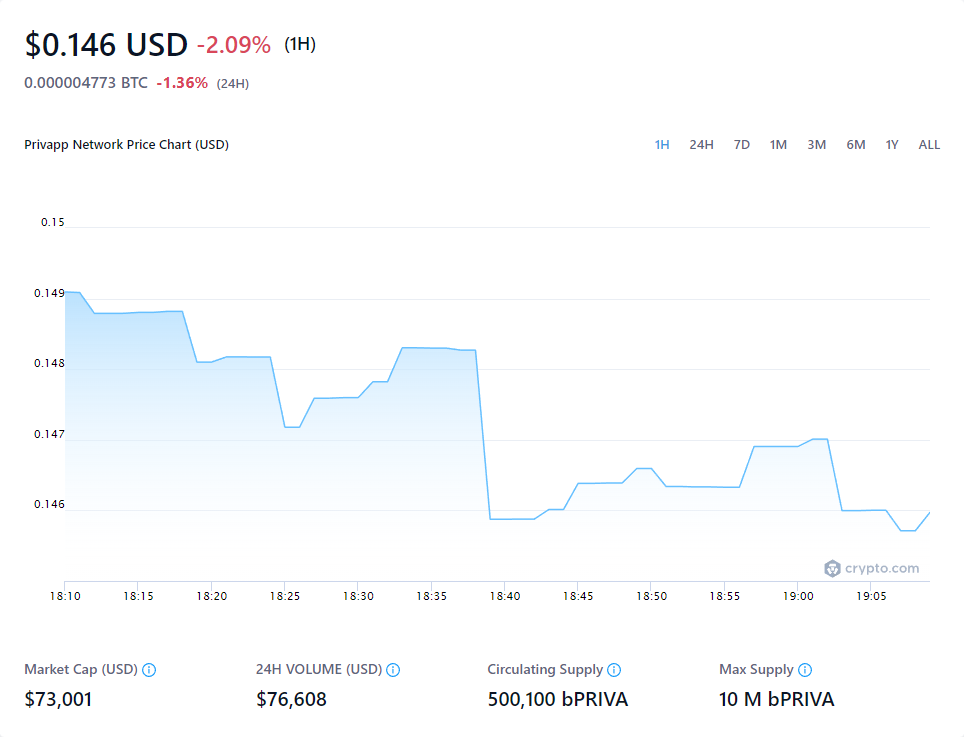 $0.146 USD -2.09% (1H)
0.000004773 BTC -1.36% (24H)
Privapp Network Price Chart (USD) 1H 24H 7D 1M 3M 6M 1Y ALL
0.15
0.149
0.148
0.147
0.146
crypto.com
18:10 18:15 18:20 18:25 18:30 18:35 18:40 18:45 18:50 18:55 19:00 19:05
Market Cap (USD) 24H VOLUME (USD) Circulating Supply Max Supply
$73,001 $76,608 500,100 bPRIVA 10 M bPRIVA